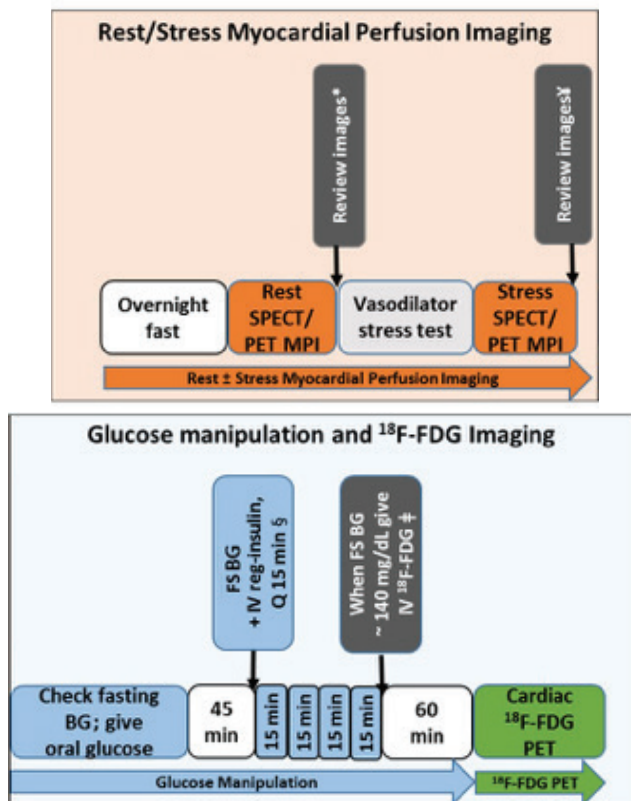 Rest/Stress Myocardial Perfusion Imaging
Review images*
Review images¥
Overnight
fast
Rest
SPECT/
PET MPI
Vasodilator
stress test
Stress
SPECT/
PET MPI
Rest ± Stress Myocardial Perfusion Imaging
Glucose manipulation and ¹⁸F-FDG Imaging
FS BG
+ IV reg-insulin,
Q 15 min §
When FS BG
~ 140 mg/dL give
IV ¹⁸F-FDG ‡
Check fasting
BG; give
oral glucose
45
min
15 min
15 min
15 min
15 min
60
min
Cardiac
¹⁸F-FDG
PET
Glucose Manipulation
¹⁸F-FDG PET